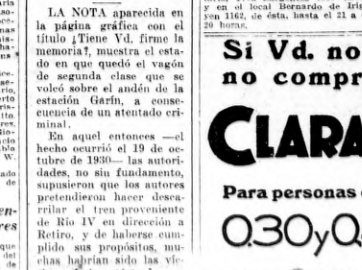 LA NOTA aparecida en
la página gráfica con el
título ¿Tiene Vd. firme la
memoria?, muestra el esta-
do en que quedó el vagón
de segunda clase que se
volcó sobre el andén de la
estación Garín, a conse-
cuencia de un atentado cri-
minal.
En aquel entonces —el
hecho ocurrió el 19 de oc-
tubre de 1930— las autori-
dades, no sin fundamento,
supusieron que los autores
pretendieron hacer desca-
rrilar el tren proveniente
de Río IV en dirección a
Retiro, y de haberse cum-
plido sus propósitos, mu-
chas habrían sido las víc-
y en el local Bernardo de Iri
en 1162, de ésta, hasta el 21 a
20 horas.
Si Vd. no
no compr
CLARA
Para personas
0.30 y 0.